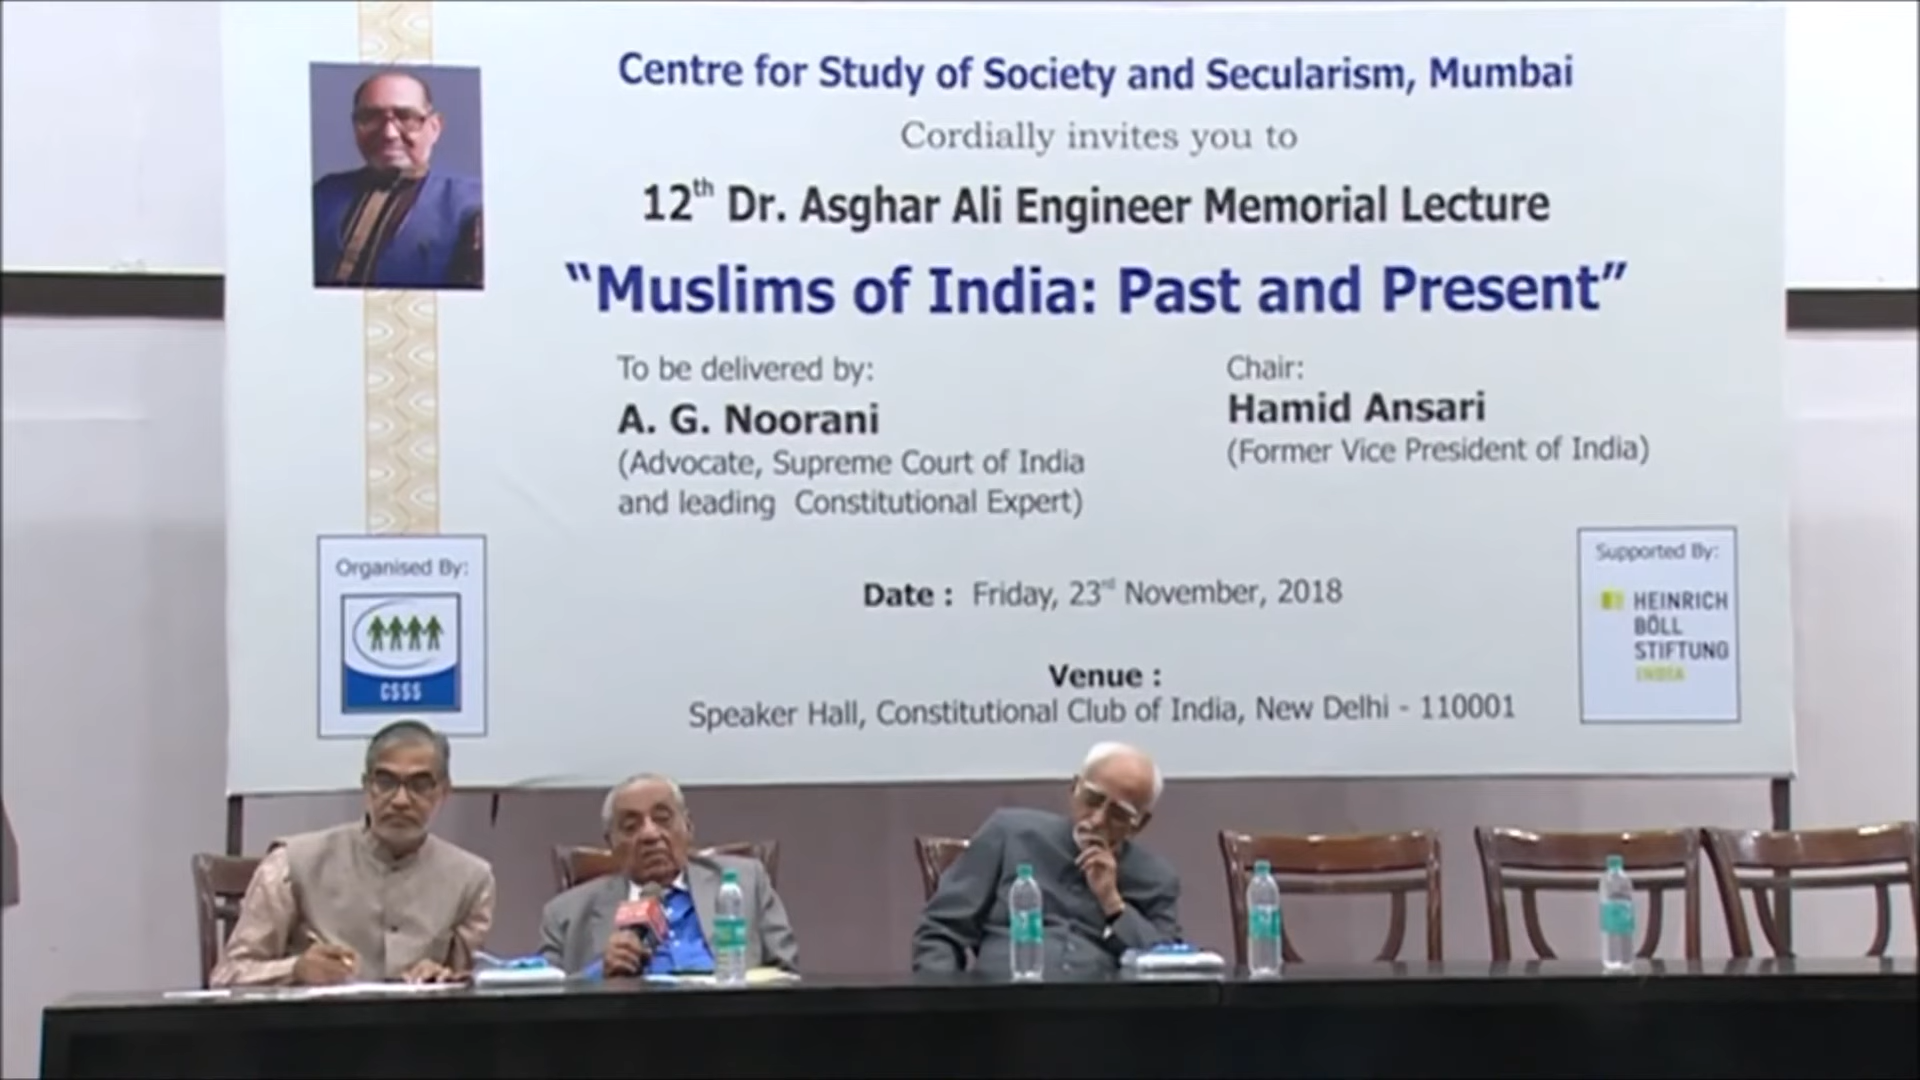 Centre for Study of Society and Secularism, Mumbai
Cordially invites you to
12th Dr. Asghar Ali Engineer Memorial Lecture
“Muslims of India: Past and Present”
To be delivered by:
A. G. Noorani
(Advocate, Supreme Court of India
and leading Constitutional Expert)
Chair:
Hamid Ansari
(Former Vice President of India)
Date : Friday, 23rd November, 2018
Venue :
Speaker Hall, Constitutional Club of India, New Delhi - 110001
Organised By:
CSSS
Supported By:
HEINRICH
BÖLL
STIFTUNG
INDIA